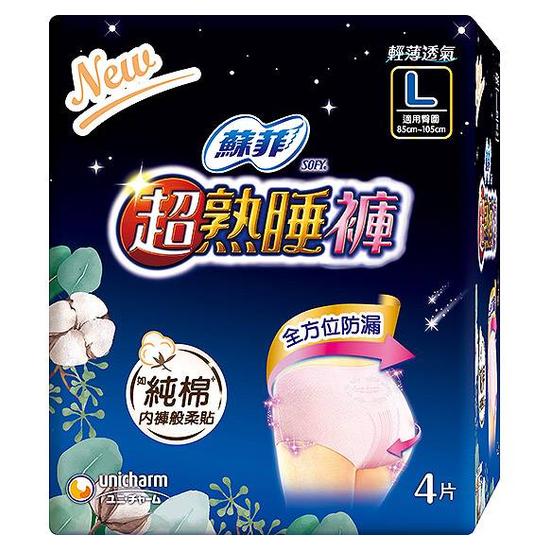 New
輕薄透氣
L
適用臀圍
85cm~105cm
蘇菲
SOFY.
超熟睡褲
全方位防漏
如純棉*
內褲般柔貼
unicharm
ユニ・チャーム
4片